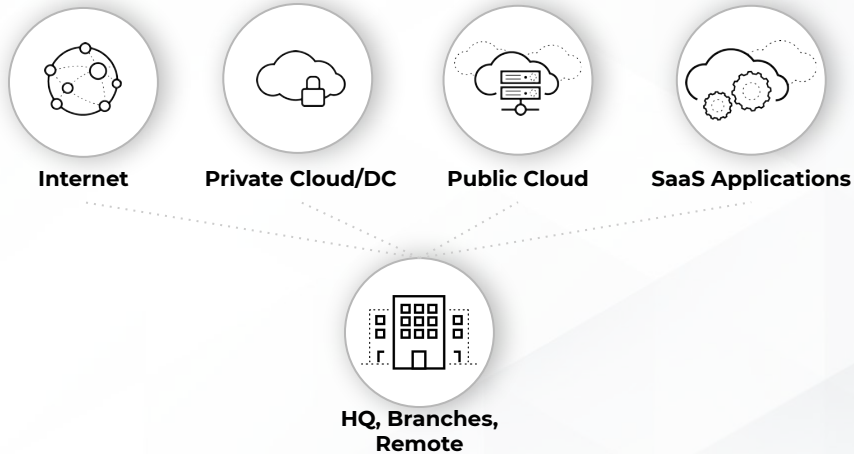 Internet
Private Cloud/DC
Public Cloud
SaaS Applications
HQ, Branches,
Remote